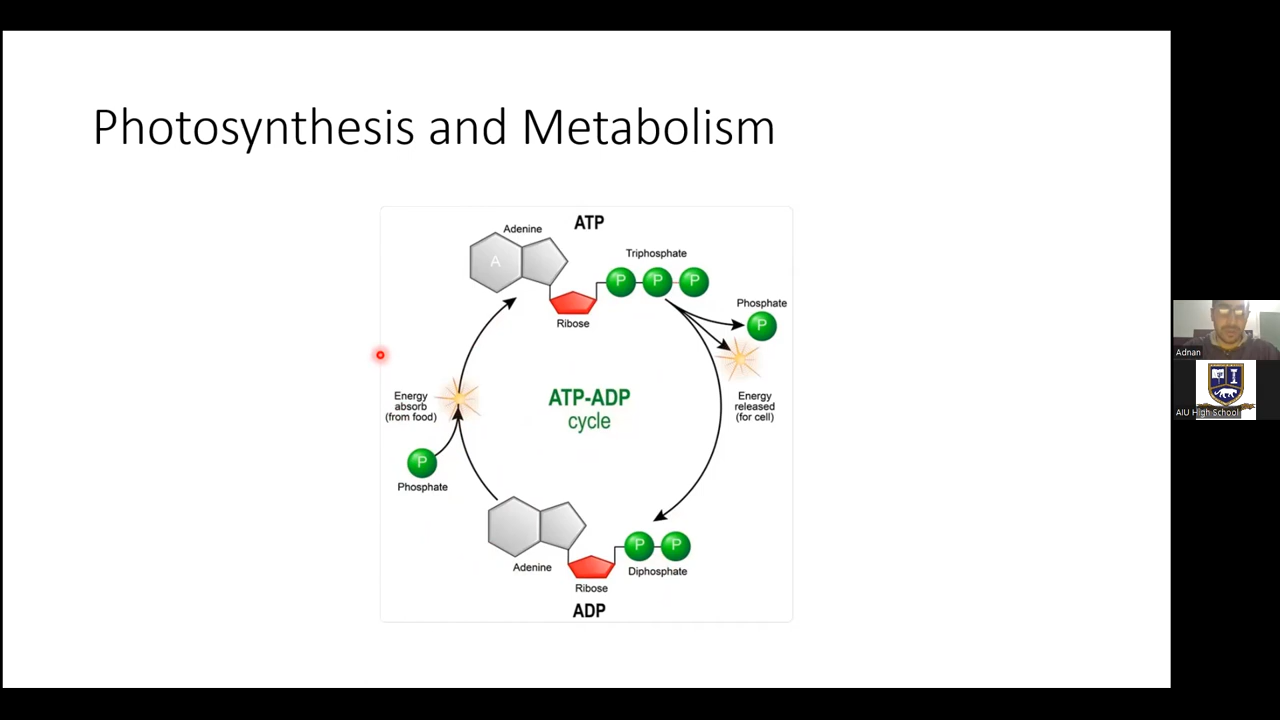 Photosynthesis and Metabolism
ATP
Adenine
A
Triphosphate
P P P
Ribose
Phosphate
P
Energy
released
(for cell)
ATP-ADP
cycle
Energy
absorb
(from food)
P
Phosphate
Adenine
P P
Diphosphate
Ribose
ADP
Adnan
AIU High School